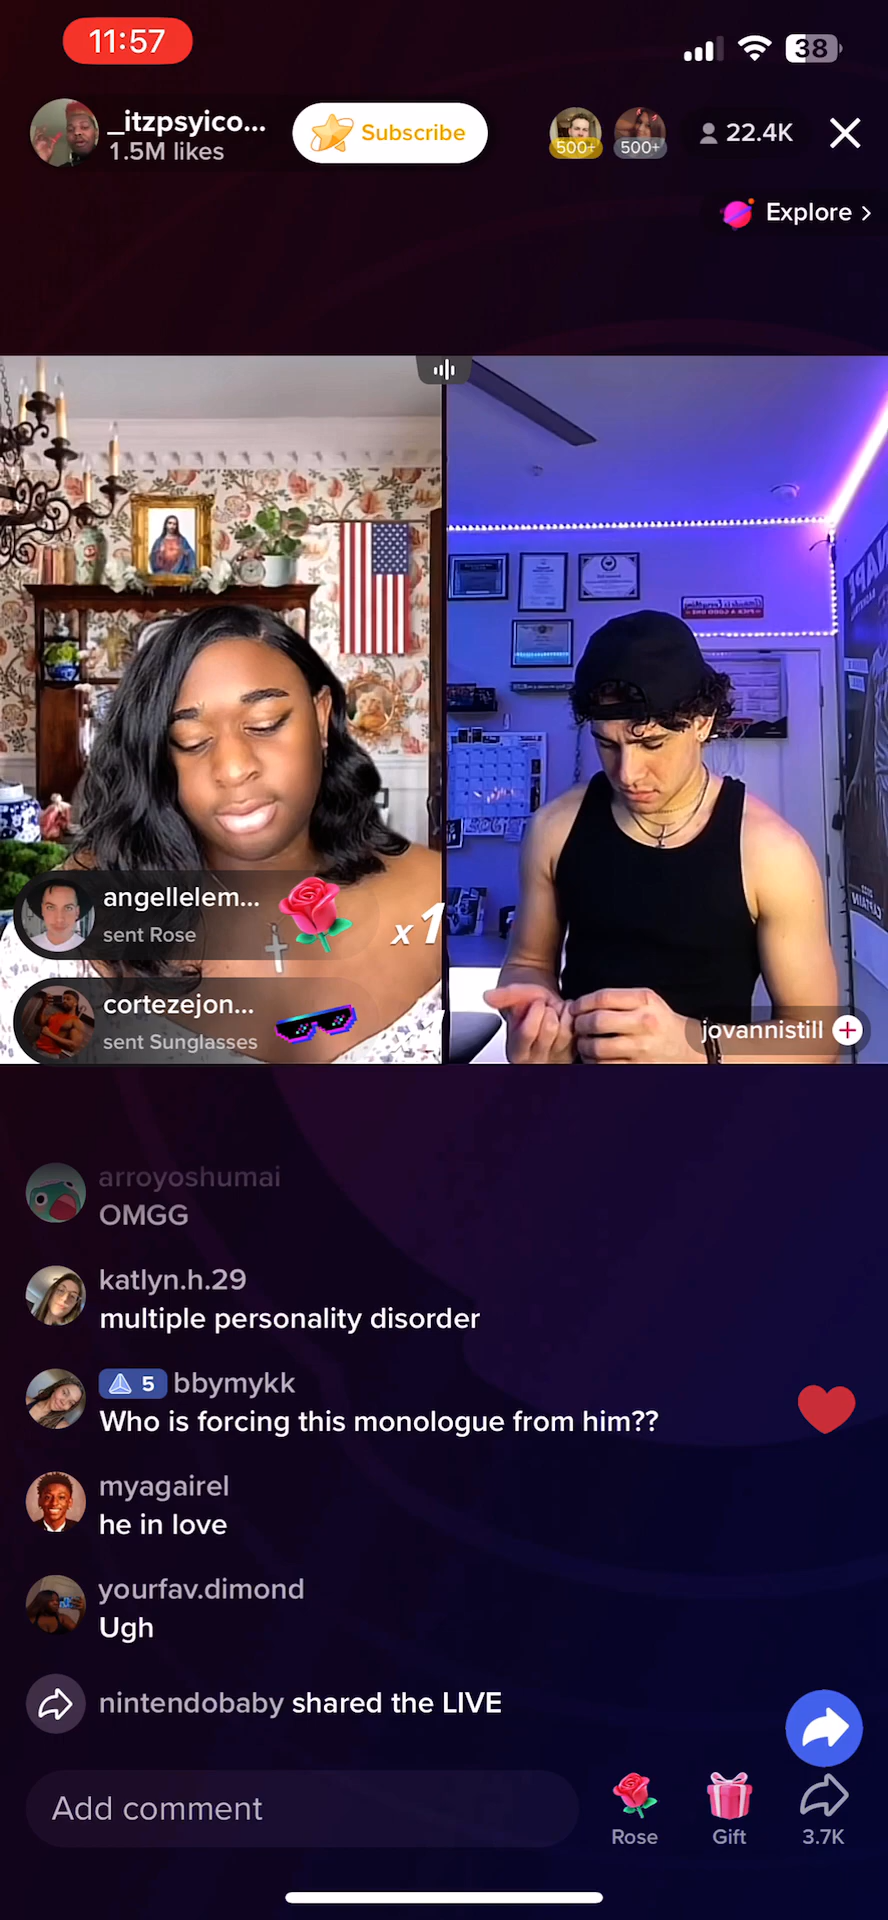 11:57
38
_itzpsyico...
1.5M likes
Subscribe
500+
500+
22.4K
Explore >
angellelem...
sent Rose
x1
cortezejon...
sent Sunglasses
jovannistill
arroyoshumai
OMGG
katlyn.h.29
multiple personality disorder
5 bbymykk
Who is forcing this monologue from him??
myagairel
he in love
yourfav.dimond
Ugh
nintendobaby shared the LIVE
Add comment
Rose
Gift
3.7K